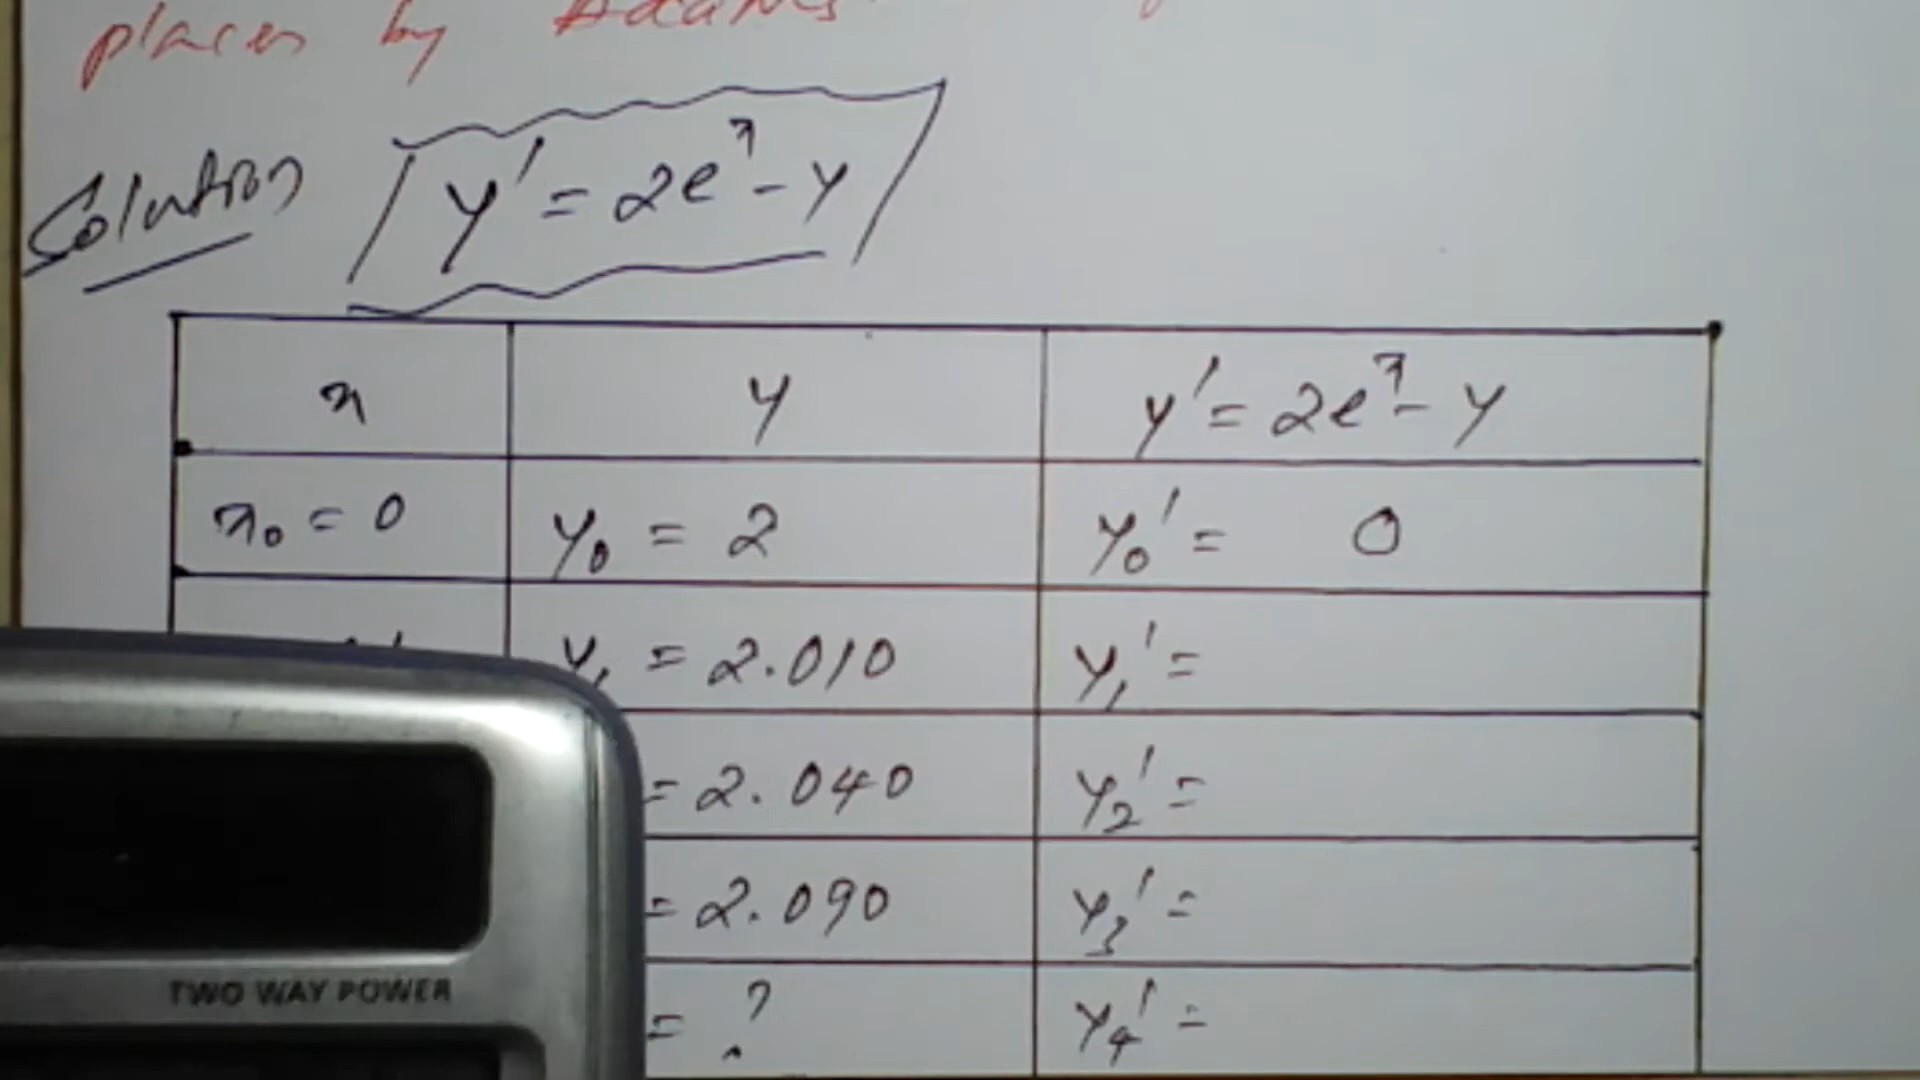 places by Adams
Solution y' = 2e^x - y
x y y' = 2e^x - y
x₀ = 0 y₀ = 2 y₀' = 0
y₁ = 2.010 y₁' =
= 2.040 y₂' =
= 2.090 y₃' =
= ? y₄' =
TWO WAY POWER